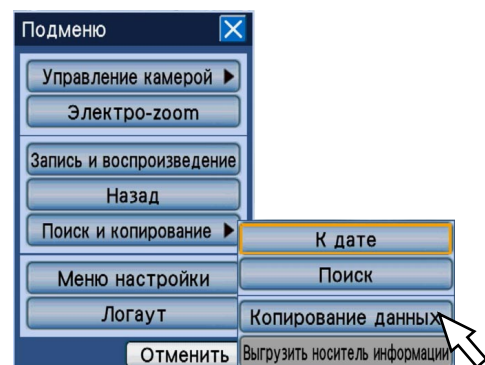 Подменю
Управление камерой
Электро-zoom
Запись и воспроизведение
Назад
Поиск и копирование
К дате
Поиск
Меню настройки
Логаут
Копирование данных
Отменить
Выгрузить носитель информации